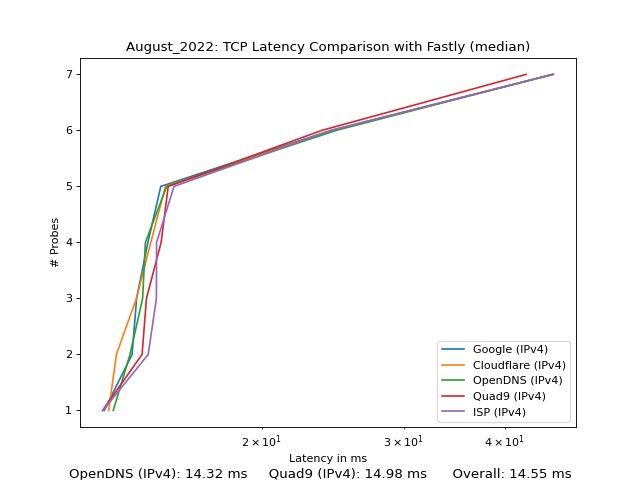 August_2022: TCP Latency Comparison with Fastly (median)
7
6
5
4
3
2
1
# Probes
Google (IPv4)
Cloudflare (IPv4)
OpenDNS (IPv4)
Quad9 (IPv4)
ISP (IPv4)
2 × 10¹ 3 × 10¹ 4 × 10¹
Latency in ms
OpenDNS (IPv4): 14.32 ms Quad9 (IPv4): 14.98 ms Overall: 14.55 ms